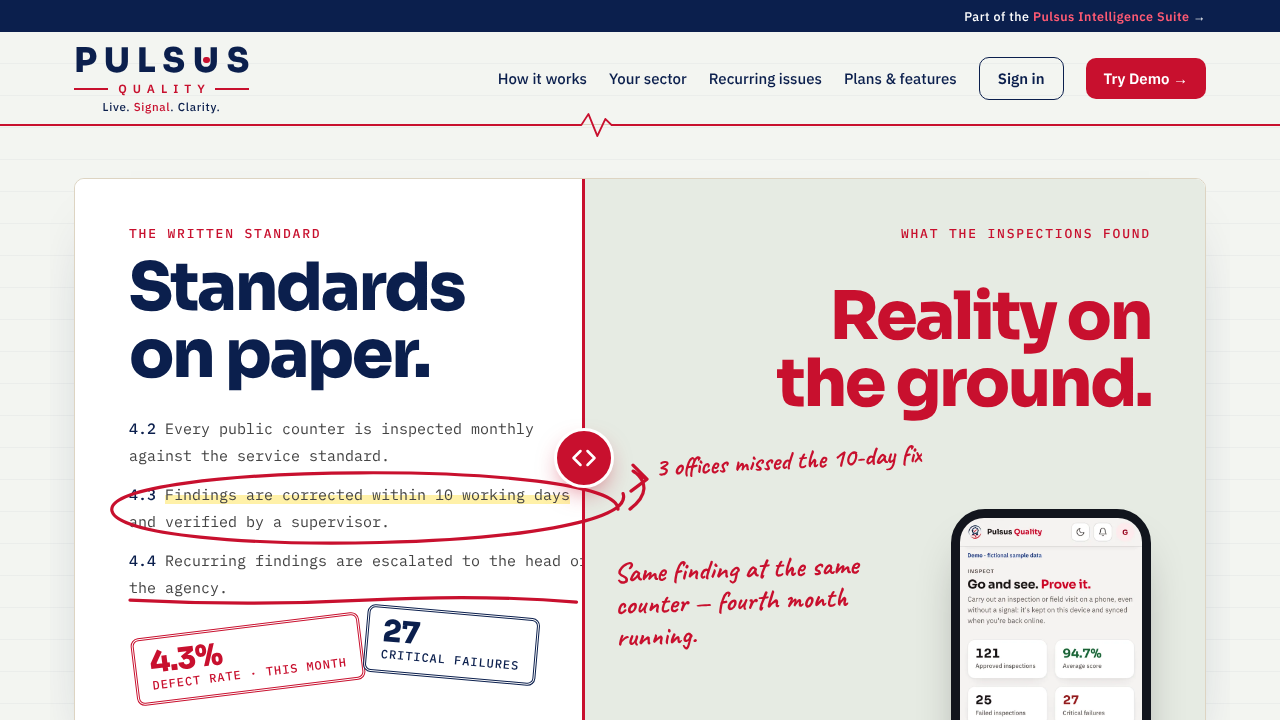 Part of the Pulsus Intelligence Suite →
PULSUS
QUALITY
Live. Signal. Clarity.
How it works
Your sector
Recurring issues
Plans & features
Sign in
Try Demo →
THE WRITTEN STANDARD
Standards
on paper.
4.2 Every public counter is inspected monthly
against the service standard.
4.3 Findings are corrected within 10 working days
and verified by a supervisor.
4.4 Recurring findings are escalated to the head of
the agency.
4.3%
DEFECT RATE · THIS MONTH
27
CRITICAL FAILURES
WHAT THE INSPECTIONS FOUND
Reality on
the ground.
3 offices missed the 10-day fix
Same finding at the same
counter — fourth month
running.
Pulsus Quality
G
Demo · fictional sample data
INSPECT
Go and see. Prove it.
Carry out an inspection or field visit on a phone, even
without a signal: it's kept on this device and synced
when you're back online.
121
Approved inspections
94.7%
Average score
25
Failed inspections
27
Critical failures